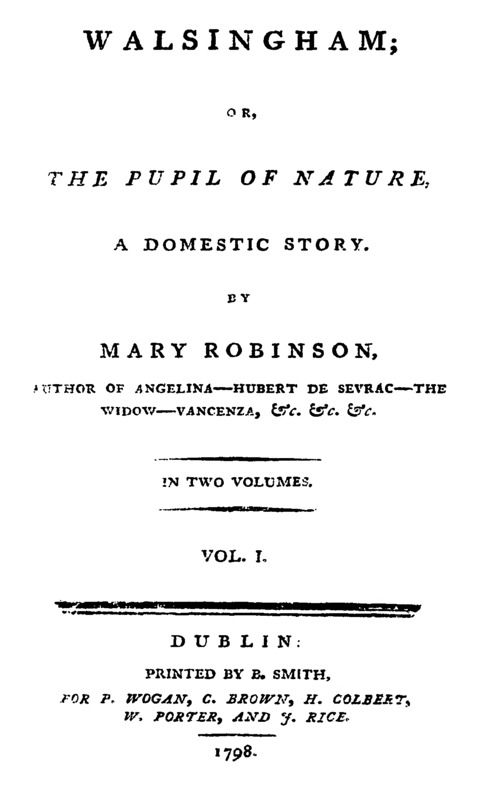 WALSINGHAM;
OR,
THE PUPIL OF NATURE,
A DOMESTIC STORY.
BY
MARY ROBINSON,
AUTHOR OF ANGELINA—HUBERT DE SEVRAC—THE
WIDOW—VANCENZA, &c. &c. &c.
IN TWO VOLUMES.
VOL. I.
DUBLIN:
PRINTED BY B. SMITH,
FOR P. WOGAN, C. BROWN, H. COLBERT,
W. PORTER, AND J. RICE.
1798.